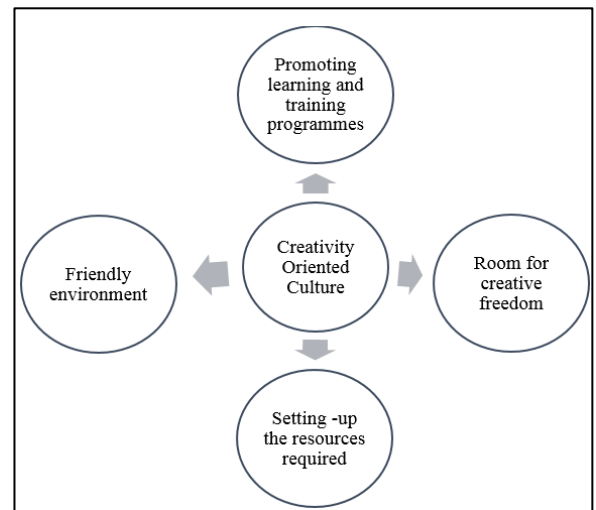 Promoting
learning and
training
programmes
Friendly
environment
Creativity
Oriented
Culture
Room for
creative
freedom
Setting -up
the resources
required